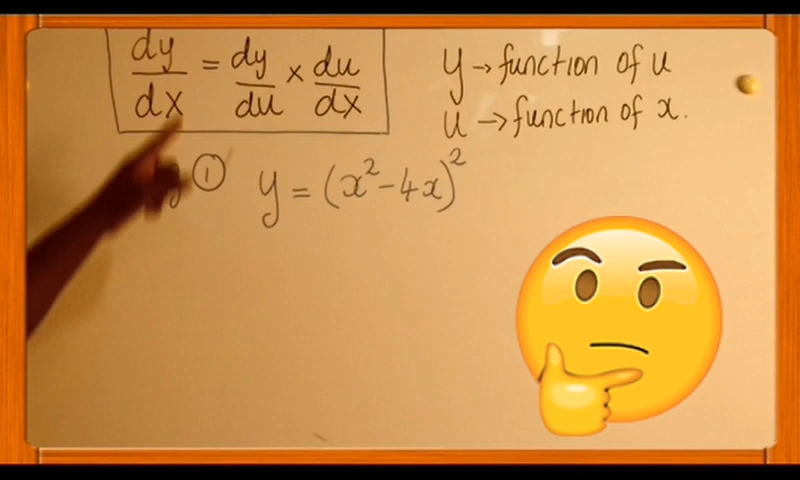 dy/dx = dy/du × du/dx
y → function of u
u → function of x.
① y = (x² - 4x)²